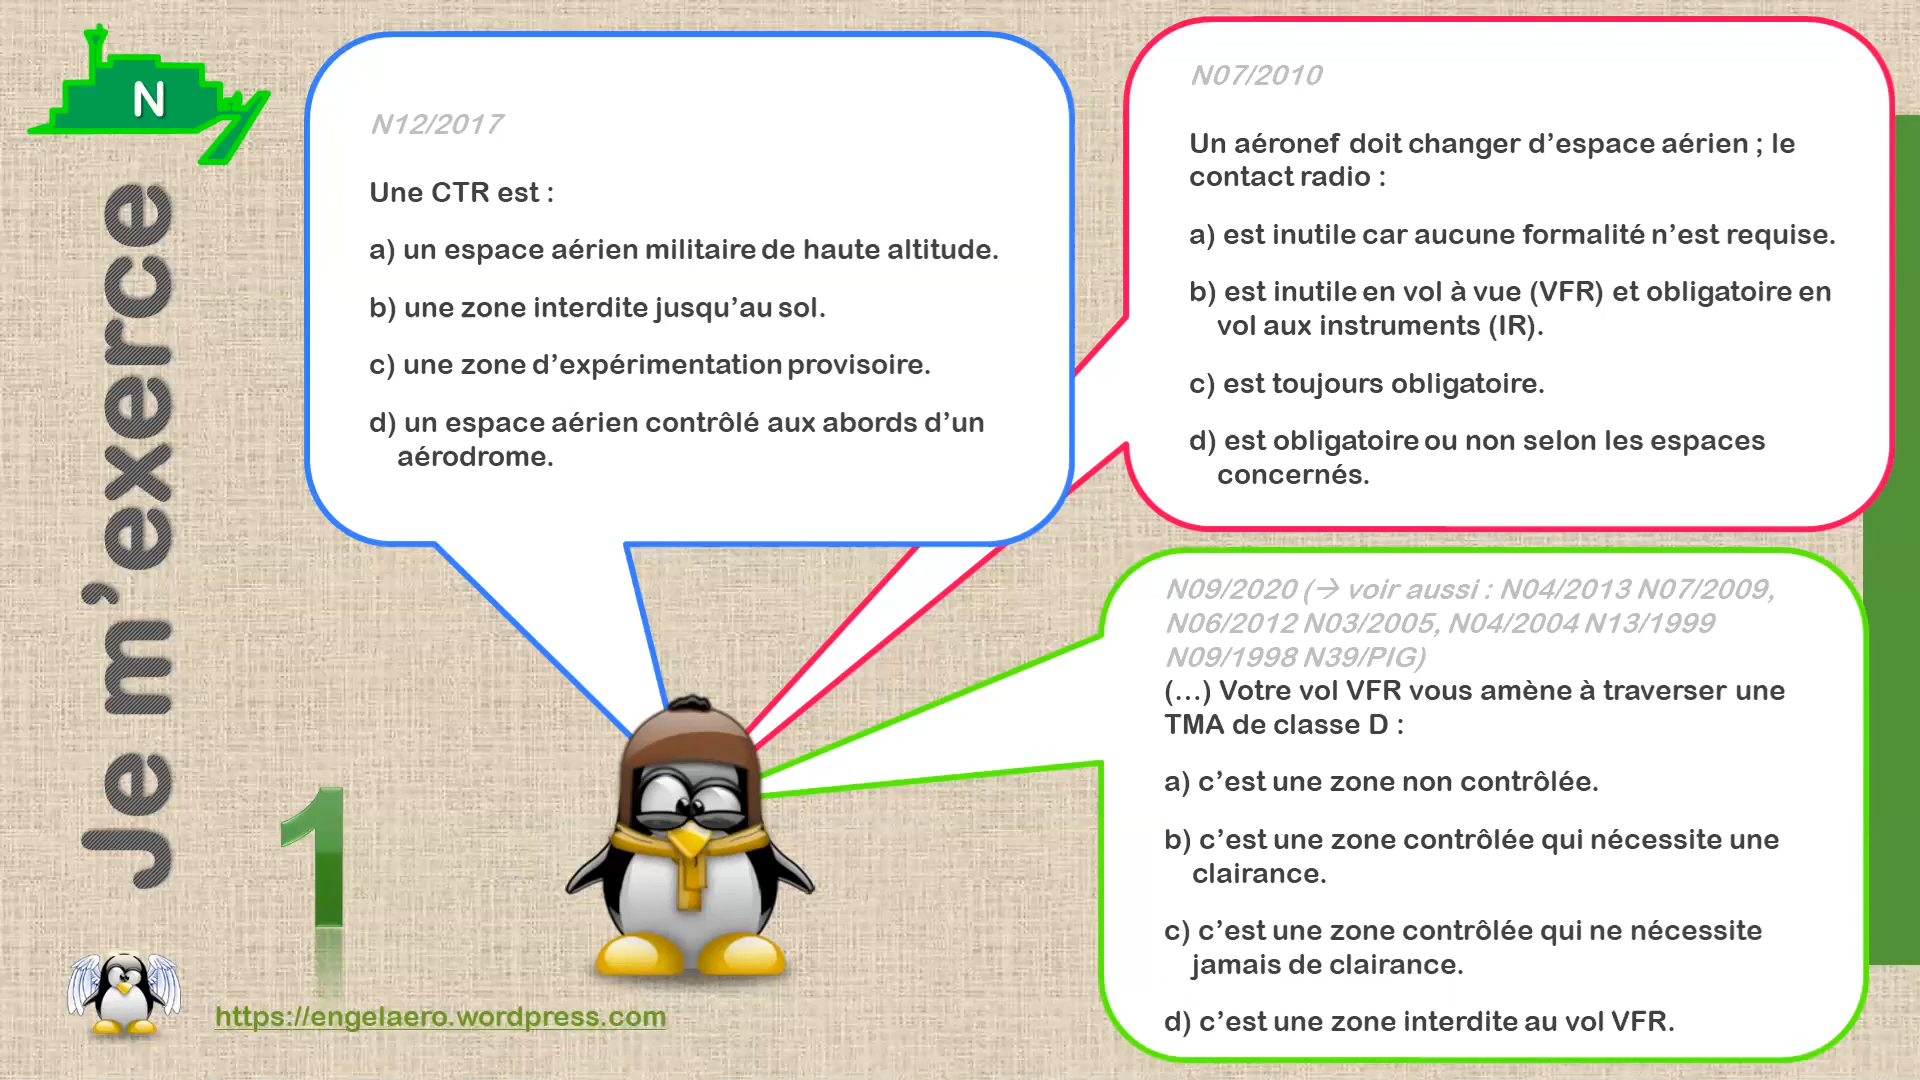 N
Je m'exerce
1
https://engelaero.wordpress.com
N12/2017
Une CTR est :
a) un espace aérien militaire de haute altitude.
b) une zone interdite jusqu’au sol.
c) une zone d’expérimentation provisoire.
d) un espace aérien contrôlé aux abords d’un
aérodrome.
N07/2010
Un aéronef doit changer d’espace aérien ; le
contact radio :
a) est inutile car aucune formalité n’est requise.
b) est inutile en vol à vue (VFR) et obligatoire en
vol aux instruments (IR).
c) est toujours obligatoire.
d) est obligatoire ou non selon les espaces
concernés.
N09/2020 (→ voir aussi : N04/2013 N07/2009,
N06/2012 N03/2005, N04/2004 N13/1999
N09/1998 N39/PIG)
(…) Votre vol VFR vous amène à traverser une
TMA de classe D :
a) c’est une zone non contrôlée.
b) c’est une zone contrôlée qui nécessite une
clairance.
c) c’est une zone contrôlée qui ne nécessite
jamais de clairance.
d) c’est une zone interdite au vol VFR.